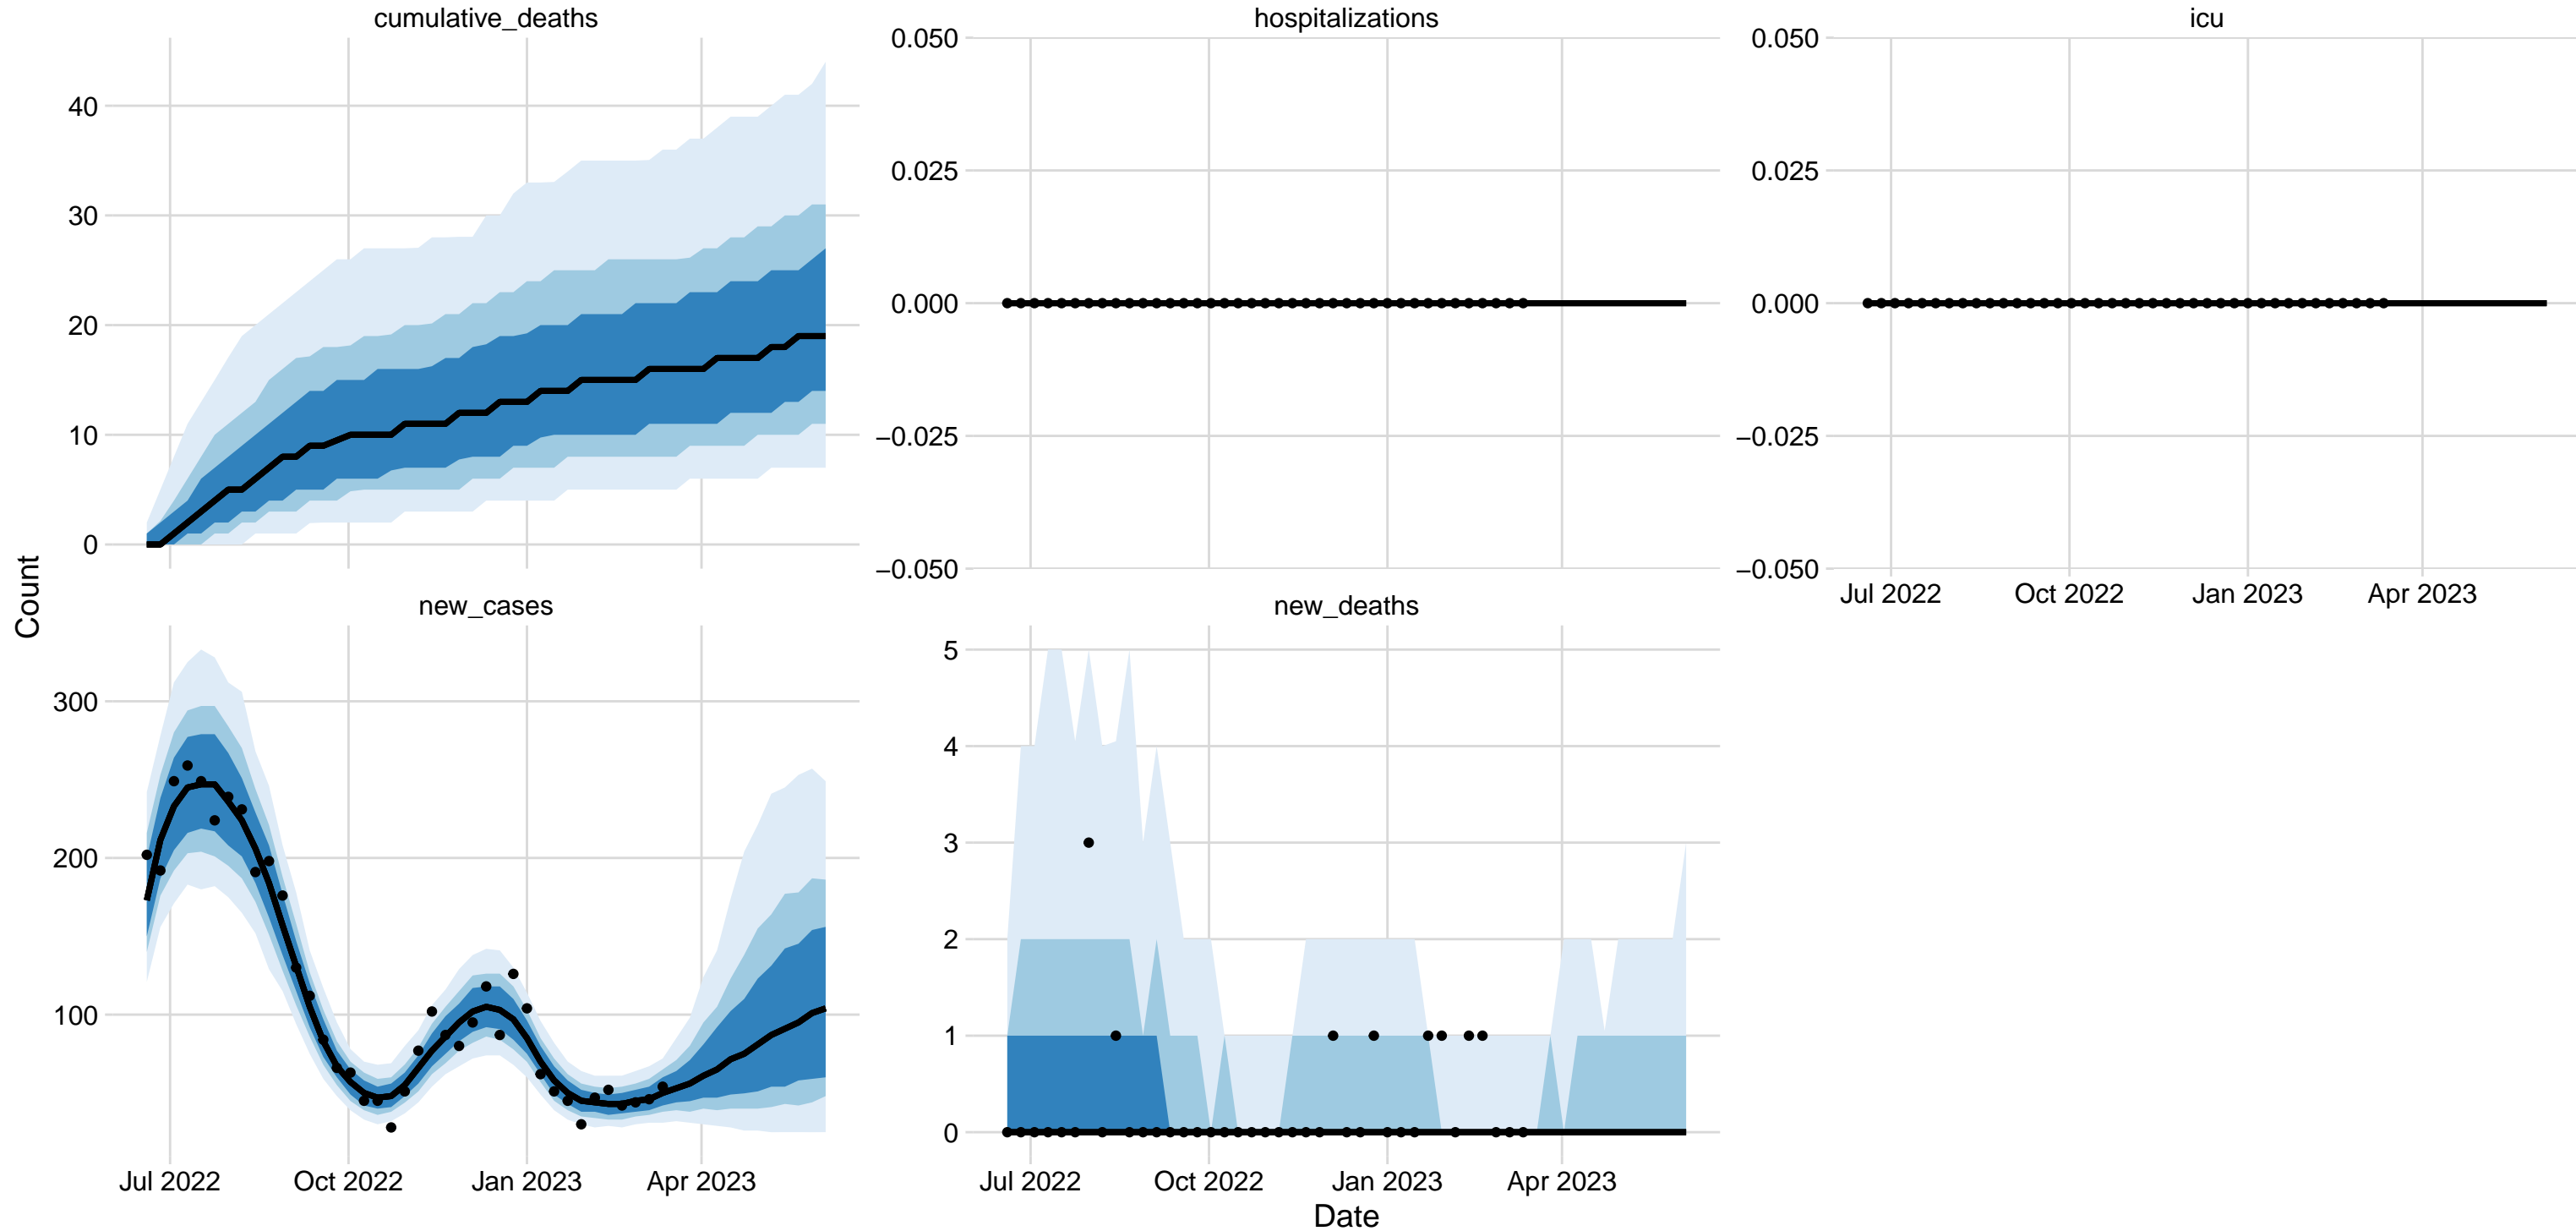 cumulative_deaths
40
30
20
10
0
hospitalizations
0.050
0.025
0.000
−0.025
−0.050
icu
0.050
0.025
0.000
−0.025
−0.050
Jul 2022 Oct 2022 Jan 2023 Apr 2023
Count
new_cases
300
200
100
Jul 2022 Oct 2022 Jan 2023 Apr 2023
new_deaths
5
4
3
2
1
0
Jul 2022 Oct 2022 Jan 2023 Apr 2023
Date